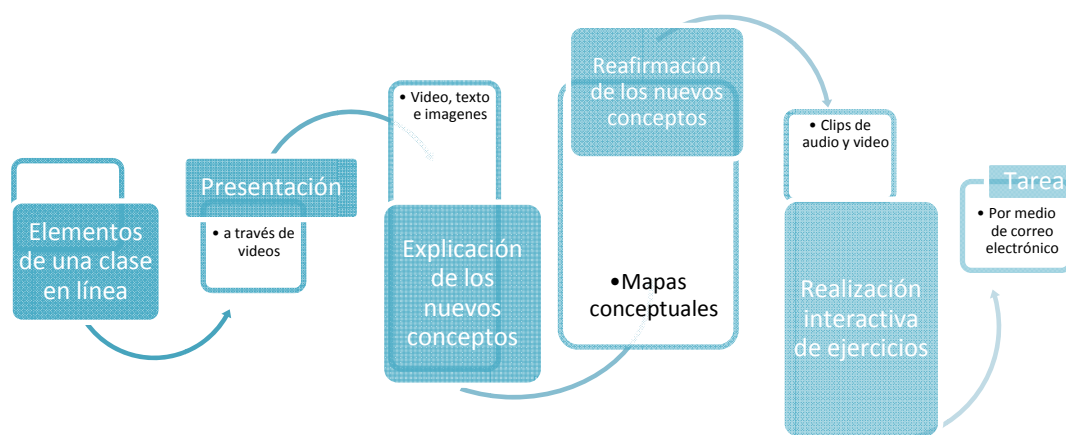 Elementos
de una clase
en línea
Presentación
• a través de
videos
• Video, texto
e imagenes
Explicación
de los
nuevos
conceptos
Reafirmación
de los nuevos
conceptos
•Mapas
conceptuales
• Clips de
audio y video
Realización
interactiva
de ejercicios
Tarea
• Por medio
de correo
electrónico